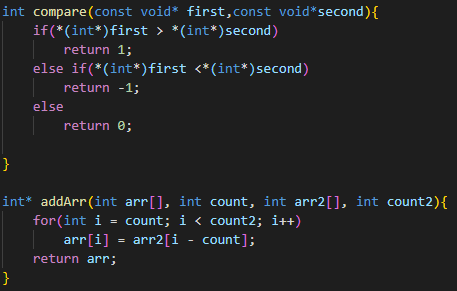 int compare(const void* first,const void*second){
    if(*(int*)first > *(int*)second)
        return 1;
    else if(*(int*)first <*(int*)second)
        return -1;
    else
        return 0;

}

int* addArr(int arr[], int count, int arr2[], int count2){
    for(int i = count; i < count2; i++)
        arr[i] = arr2[i - count];
    return arr;
}